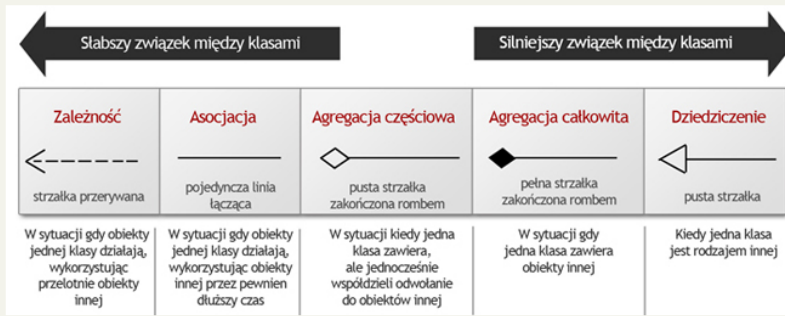 Słabszy związek między klasami
Silniejszy związek między klasami
Zależność
strzałka przerywana
W sytuacji gdy obiekty
jednej klasy działają,
wykorzystując
przelotnie obiekty
innej
Asocjacja
pojedyncza linia
łącząca
W sytuacji gdy obiekty
jednej klasy działają,
wykorzystując obiekty
innej przez pewnien
dłuższy czas
Agregacja częściowa
pusta strzałka
zakończona rombem
W sytuacji kiedy jedna
klasa zawiera,
ale jednocześnie
współdzieli odwołanie
do obiektów innej
Agregacja całkowita
pełna strzałka
zakończona rombem
W sytuacji gdy
jedna klasa zawiera
obiekty innej
Dziedziczenie
pusta strzałka
Kiedy jedna klasa
jest rodzajem innej